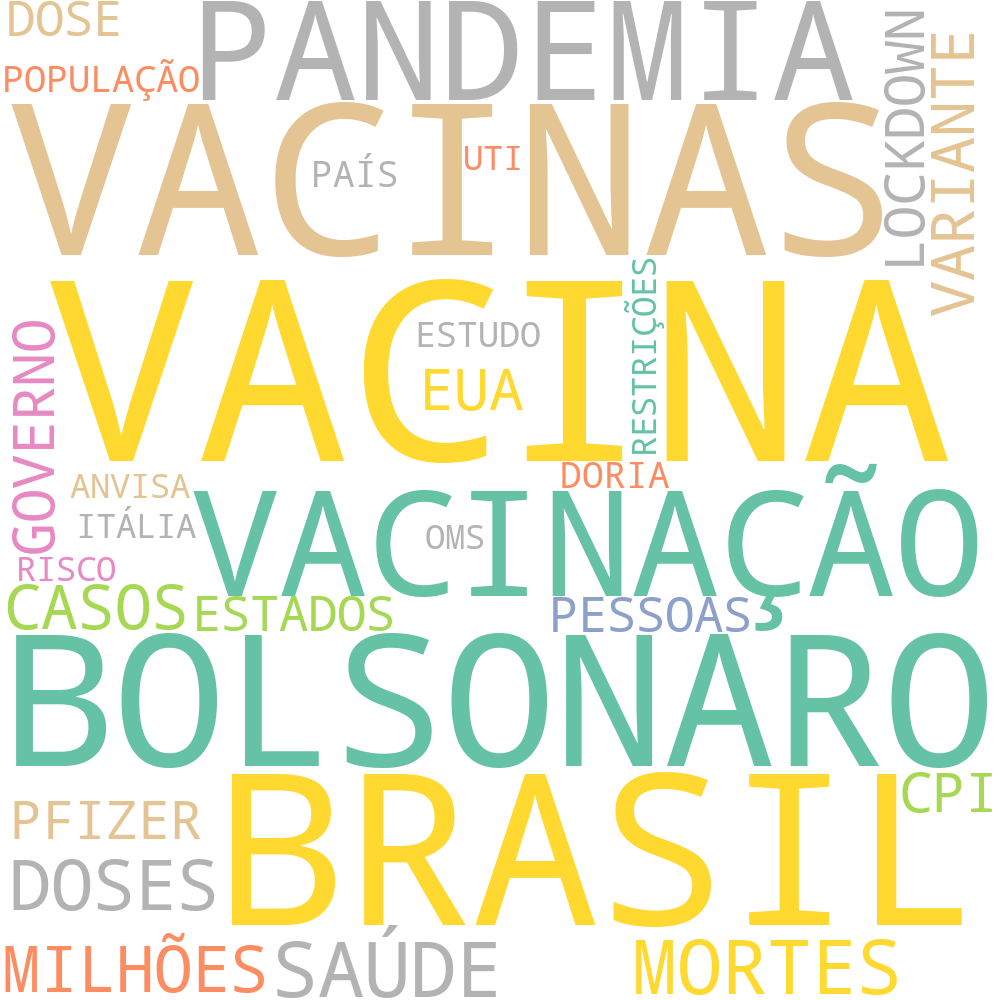 DOSE
PANDEMIA
POPULAÇÃO
LOCKDOWN
VARIANTE
VACINAS
PAÍS
UTI
VACINA
ESTUDO
EUA
RESTRIÇÕES
GOVERNO
DORIA
ANVISA
ITÁLIA
VACINAÇÃO
OMS
RISCO
CASOS
ESTADOS
PESSOAS
BOLSONARO
BRASIL
CPI
PFIZER
DOSES
MILHÕES
SAÚDE
MORTES